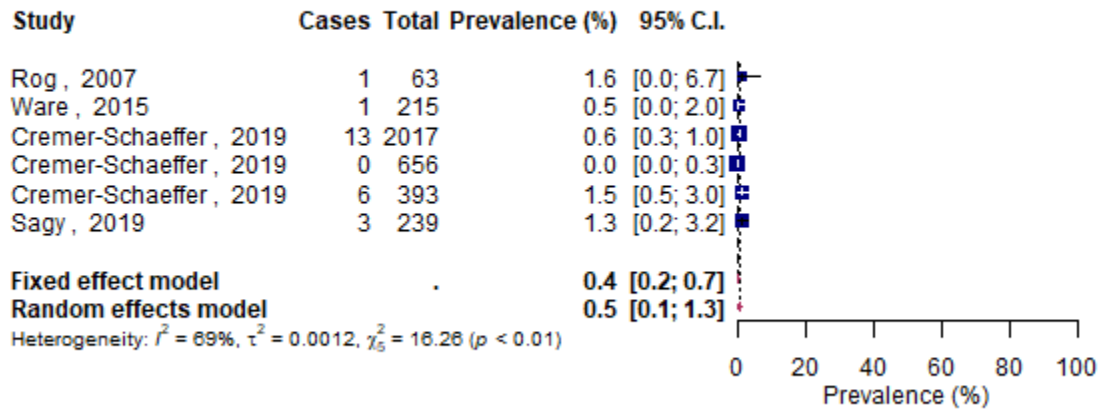 Study Cases Total Prevalence (%) 95% C.I.
Rog , 2007 1 63 1.6 [0.0; 6.7]
Ware , 2015 1 215 0.5 [0.0; 2.0]
Cremer-Schaeffer , 2019 13 2017 0.6 [0.3; 1.0]
Cremer-Schaeffer , 2019 0 656 0.0 [0.0; 0.3]
Cremer-Schaeffer , 2019 6 393 1.5 [0.5; 3.0]
Sagy , 2019 3 239 1.3 [0.2; 3.2]
Fixed effect model . 0.4 [0.2; 0.7]
Random effects model 0.5 [0.1; 1.3]
Heterogeneity: I² = 69%, τ² = 0.0012, χ²₅ = 16.26 (p < 0.01)
0 20 40 60 80 100
Prevalence (%)